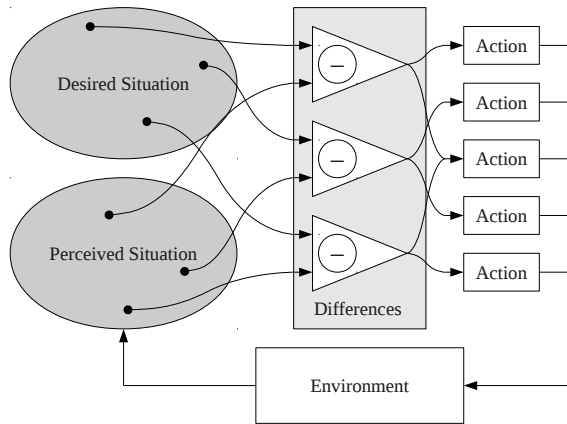 Desired Situation
Perceived Situation
−
−
−
Differences
Action
Action
Action
Action
Action
Environment